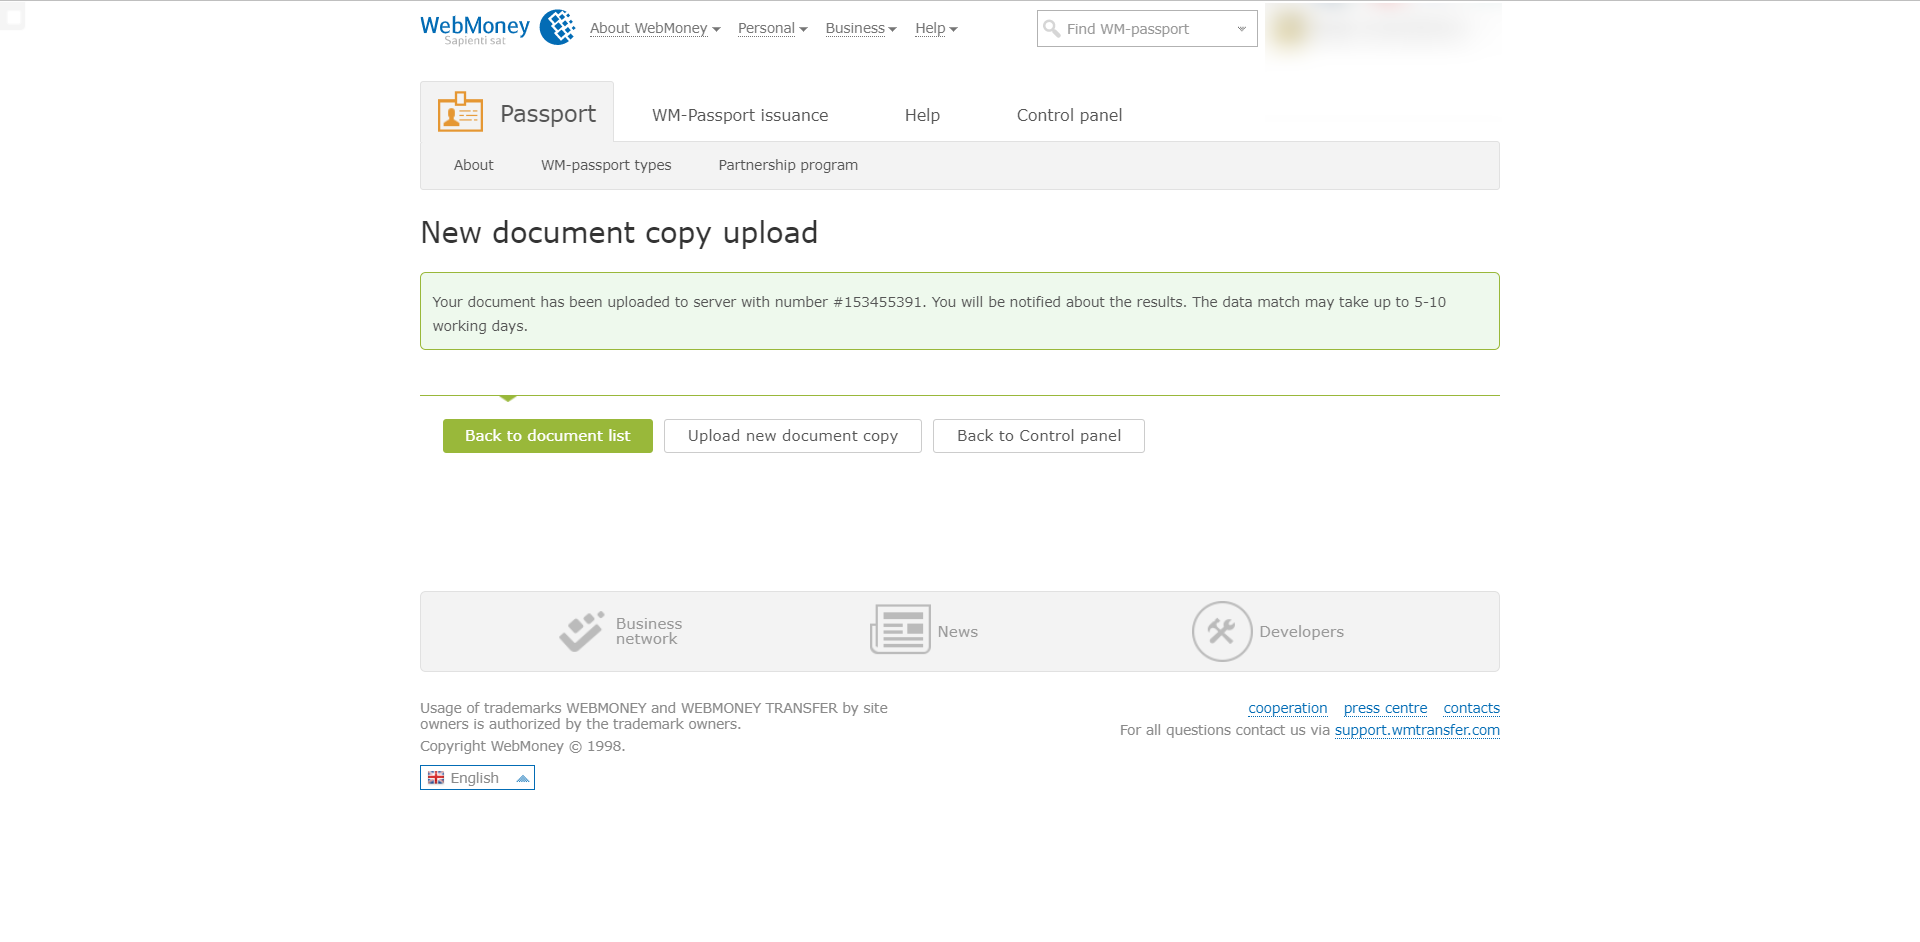 WebMoney
Sapienti sat
About WebMoney
Personal
Business
Help
Find WM-passport
Passport
WM-Passport issuance
Help
Control panel
About
WM-passport types
Partnership program
New document copy upload
Your document has been uploaded to server with number #153455391. You will be notified about the results. The data match may take up to 5-10
working days.
Back to document list
Upload new document copy
Back to Control panel
Business
network
News
Developers
Usage of trademarks WEBMONEY and WEBMONEY TRANSFER by site
owners is authorized by the trademark owners.
Copyright WebMoney © 1998.
cooperation
press centre
contacts
For all questions contact us via support.wmtransfer.com
English